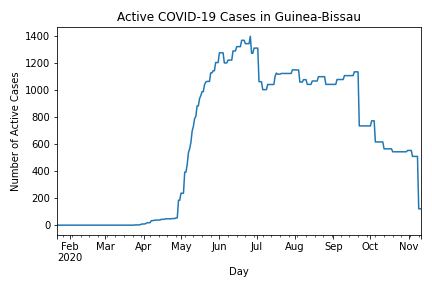 Active COVID-19 Cases in Guinea-Bissau
1400
1200
1000
800
600
400
200
0
Number of Active Cases
Feb Mar Apr May Jun Jul Aug Sep Oct Nov
2020
Day